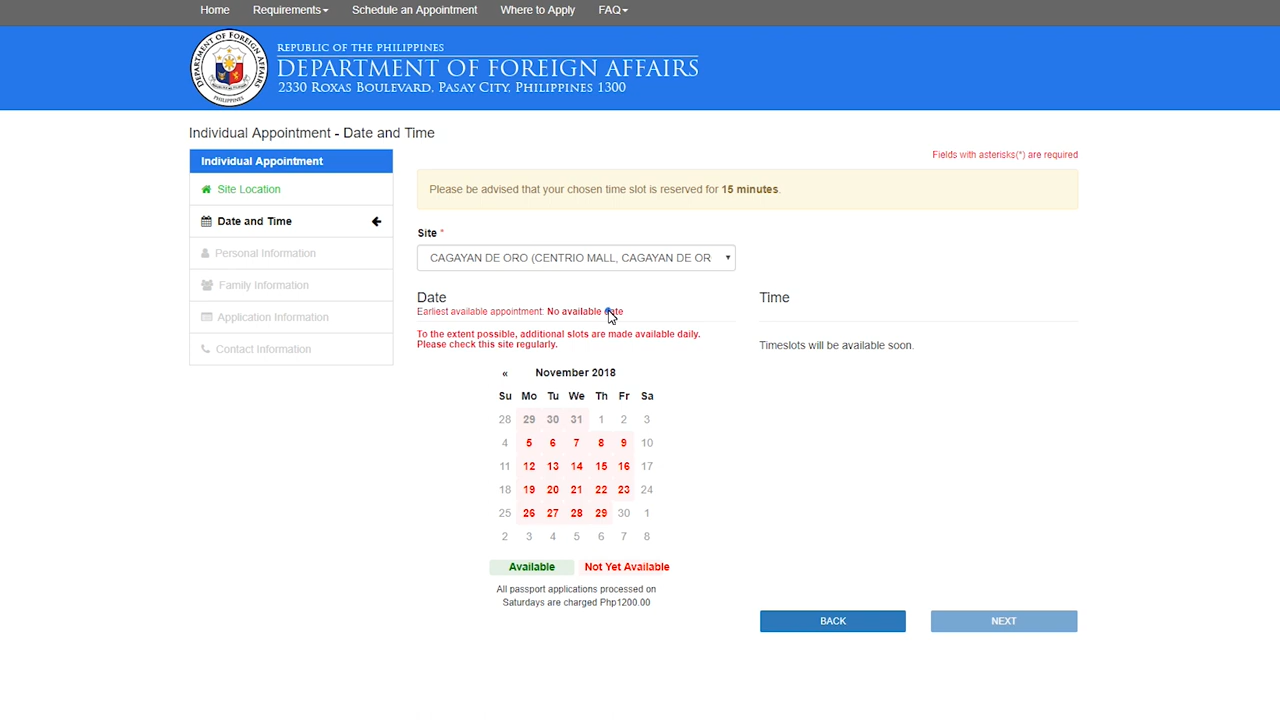 Home Requirements Schedule an Appointment Where to Apply FAQ
DEPARTMENT OF FOREIGN AFFAIRS
PHILIPPINES
REPUBLIC OF THE PHILIPPINES
DEPARTMENT OF FOREIGN AFFAIRS
2330 ROXAS BOULEVARD, PASAY CITY, PHILIPPINES 1300
Individual Appointment - Date and Time
Individual Appointment
Site Location
Date and Time
Personal Information
Family Information
Application Information
Contact Information
Fields with asterisks(*) are required
Please be advised that your chosen time slot is reserved for 15 minutes.
Site *
CAGAYAN DE ORO (CENTRIO MALL, CAGAYAN DE OR
Date
Earliest available appointment: No available date
To the extent possible, additional slots are made available daily.
Please check this site regularly.
« November 2018
Su Mo Tu We Th Fr Sa
28 29 30 31 1 2 3
4 5 6 7 8 9 10
11 12 13 14 15 16 17
18 19 20 21 22 23 24
25 26 27 28 29 30 1
2 3 4 5 6 7 8
Available Not Yet Available
All passport applications processed on
Saturdays are charged Php1200.00
Time
Timeslots will be available soon.
BACK NEXT